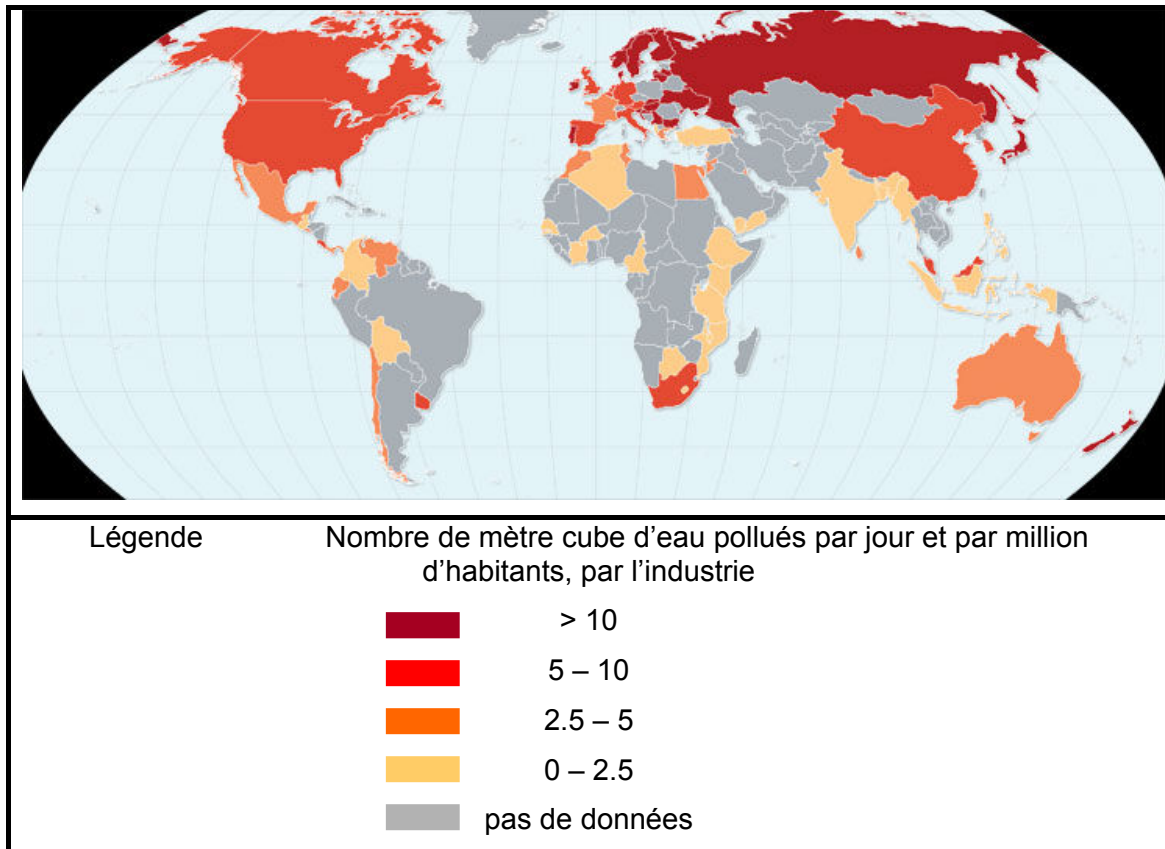 Légende
Nombre de mètre cube d'eau pollués par jour et par million
d'habitants, par l'industrie
> 10
5 – 10
2.5 – 5
0 – 2.5
pas de données